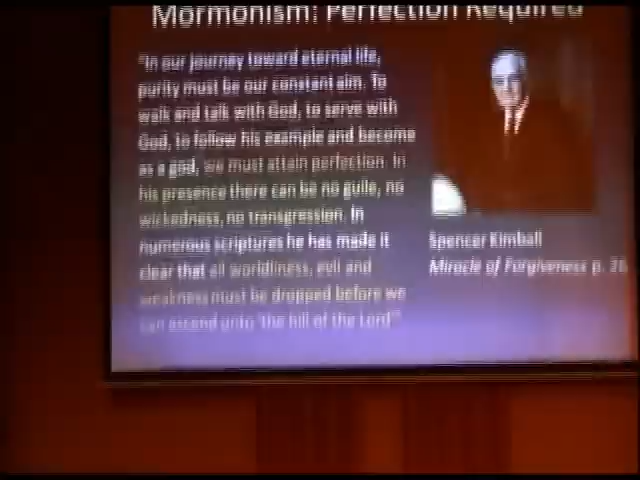 Mormonism: Perfection Required
"In our journey toward eternal life,
purity must be our constant aim. To
walk and talk with God, to serve with
God, to follow his example and become
as a god, we must attain perfection. In
his presence there can be no guile, no
wickedness, no transgression. In
numerous scriptures he has made it
clear that all worldliness, evil and
weakness must be dropped before we
can ascend unto 'the hill of the Lord'"
Spencer Kimball
Miracle of Forgiveness p. 26